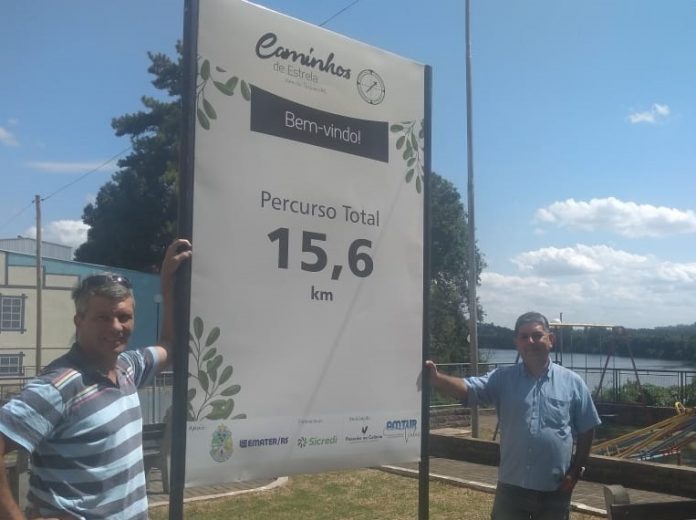 Caminhos
de Estrela
Bem-vindo!
Percurso Total
15,6
km
EMATER/RS
Sicredi
AMTUR